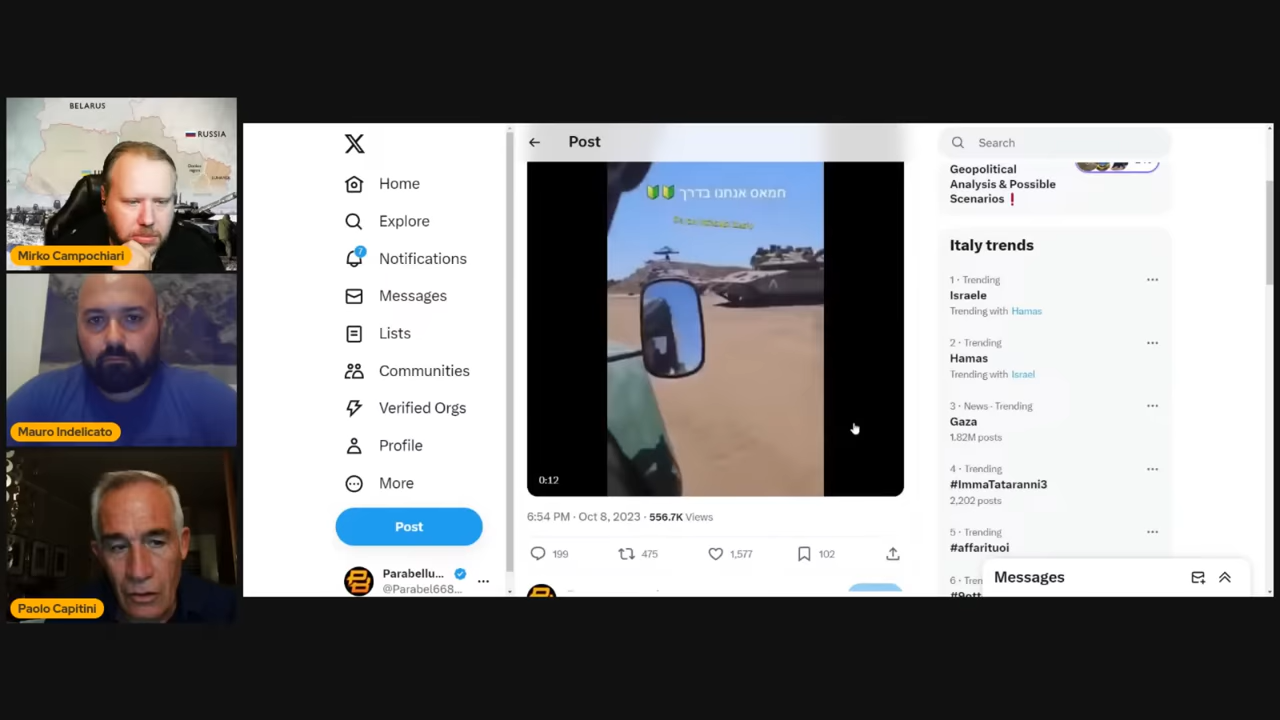 BELARUS
RUSSIA
Mirko Campochiari
Mauro Indelicato
Paolo Capitini
Home
Explore
7
Notifications
Messages
Lists
Communities
Verified Orgs
Profile
More
Post
Parabellu...
@Parabel668...
Post
חמאס אנחנו בדרך
0:12
6:54 PM · Oct 8, 2023 · 556.7K Views
199
475
1,577
102
Search
Geopolitical
Analysis & Possible
Scenarios❗
Italy trends
1 · Trending
Israele
Trending with Hamas
2 · Trending
Hamas
Trending with Israel
3 · News · Trending
Gaza
1.82M posts
4 · Trending
#ImmaTataranni3
2,202 posts
5 · Trending
#affarituoi
Messages